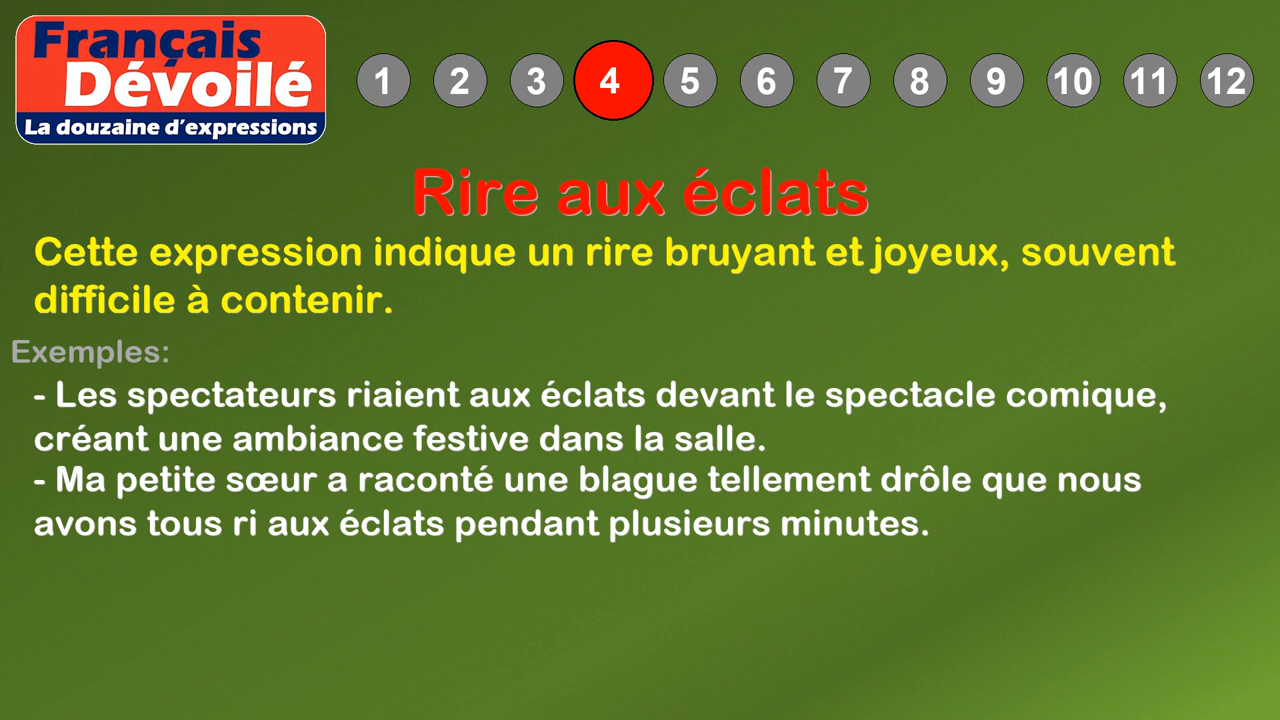 Français
Dévoilé
La douzaine d'expressions
1 2 3 4 5 6 7 8 9 10 11 12
Rire aux éclats
Cette expression indique un rire bruyant et joyeux, souvent
difficile à contenir.
Exemples:
- Les spectateurs riaient aux éclats devant le spectacle comique,
créant une ambiance festive dans la salle.
- Ma petite sœur a raconté une blague tellement drôle que nous
avons tous ri aux éclats pendant plusieurs minutes.